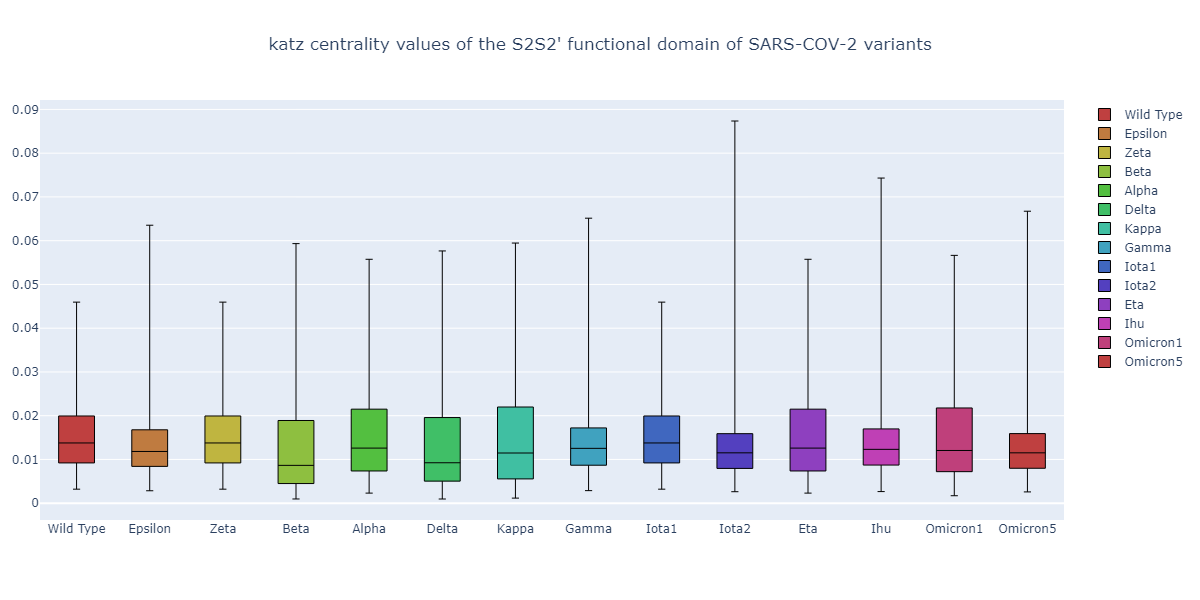 katz centrality values of the S2S2' functional domain of SARS-COV-2 variants
0.09
0.08
0.07
0.06
0.05
0.04
0.03
0.02
0.01
0
Wild Type Epsilon Zeta Beta Alpha Delta Kappa Gamma Iota1 Iota2 Eta Ihu Omicron1 Omicron5
Wild Type
Epsilon
Zeta
Beta
Alpha
Delta
Kappa
Gamma
Iota1
Iota2
Eta
Ihu
Omicron1
Omicron5